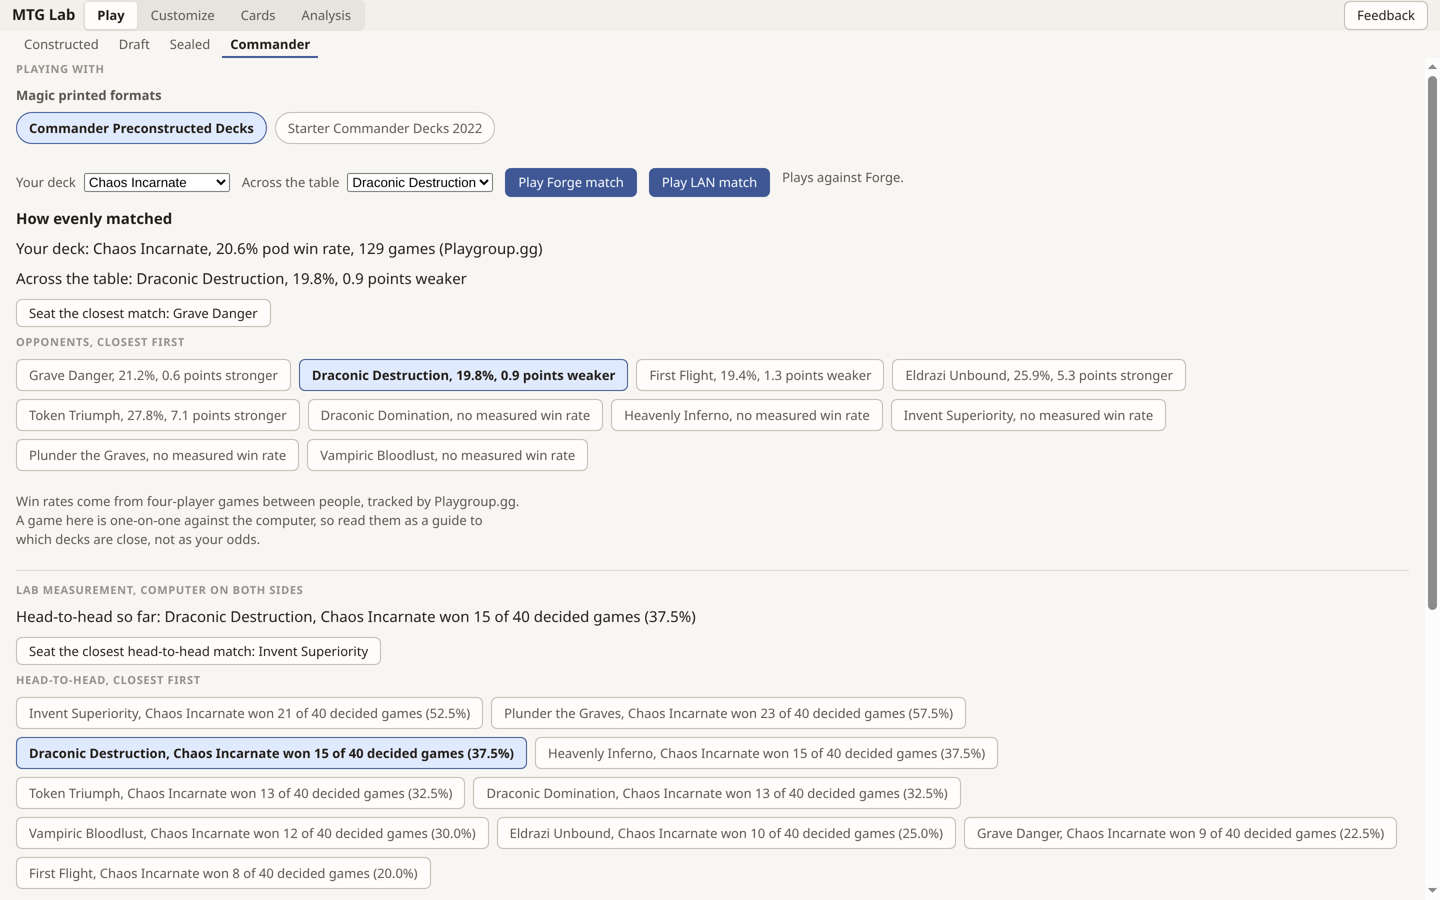 MTG Lab Play Customize Cards Analysis Feedback
Constructed Draft Sealed Commander
PLAYING WITH
Magic printed formats
Commander Preconstructed Decks Starter Commander Decks 2022
Your deck Chaos Incarnate Across the table Draconic Destruction Play Forge match Play LAN match Plays against Forge.
How evenly matched
Your deck: Chaos Incarnate, 20.6% pod win rate, 129 games (Playgroup.gg)
Across the table: Draconic Destruction, 19.8%, 0.9 points weaker
Seat the closest match: Grave Danger
OPPONENTS, CLOSEST FIRST
Grave Danger, 21.2%, 0.6 points stronger Draconic Destruction, 19.8%, 0.9 points weaker First Flight, 19.4%, 1.3 points weaker Eldrazi Unbound, 25.9%, 5.3 points stronger
Token Triumph, 27.8%, 7.1 points stronger Draconic Domination, no measured win rate Heavenly Inferno, no measured win rate Invent Superiority, no measured win rate
Plunder the Graves, no measured win rate Vampiric Bloodlust, no measured win rate
Win rates come from four-player games between people, tracked by Playgroup.gg.
A game here is one-on-one against the computer, so read them as a guide to
which decks are close, not as your odds.
LAB MEASUREMENT, COMPUTER ON BOTH SIDES
Head-to-head so far: Draconic Destruction, Chaos Incarnate won 15 of 40 decided games (37.5%)
Seat the closest head-to-head match: Invent Superiority
HEAD-TO-HEAD, CLOSEST FIRST
Invent Superiority, Chaos Incarnate won 21 of 40 decided games (52.5%) Plunder the Graves, Chaos Incarnate won 23 of 40 decided games (57.5%)
Draconic Destruction, Chaos Incarnate won 15 of 40 decided games (37.5%) Heavenly Inferno, Chaos Incarnate won 15 of 40 decided games (37.5%)
Token Triumph, Chaos Incarnate won 13 of 40 decided games (32.5%) Draconic Domination, Chaos Incarnate won 13 of 40 decided games (32.5%)
Vampiric Bloodlust, Chaos Incarnate won 12 of 40 decided games (30.0%) Eldrazi Unbound, Chaos Incarnate won 10 of 40 decided games (25.0%) Grave Danger, Chaos Incarnate won 9 of 40 decided games (22.5%)
First Flight, Chaos Incarnate won 8 of 40 decided games (20.0%)